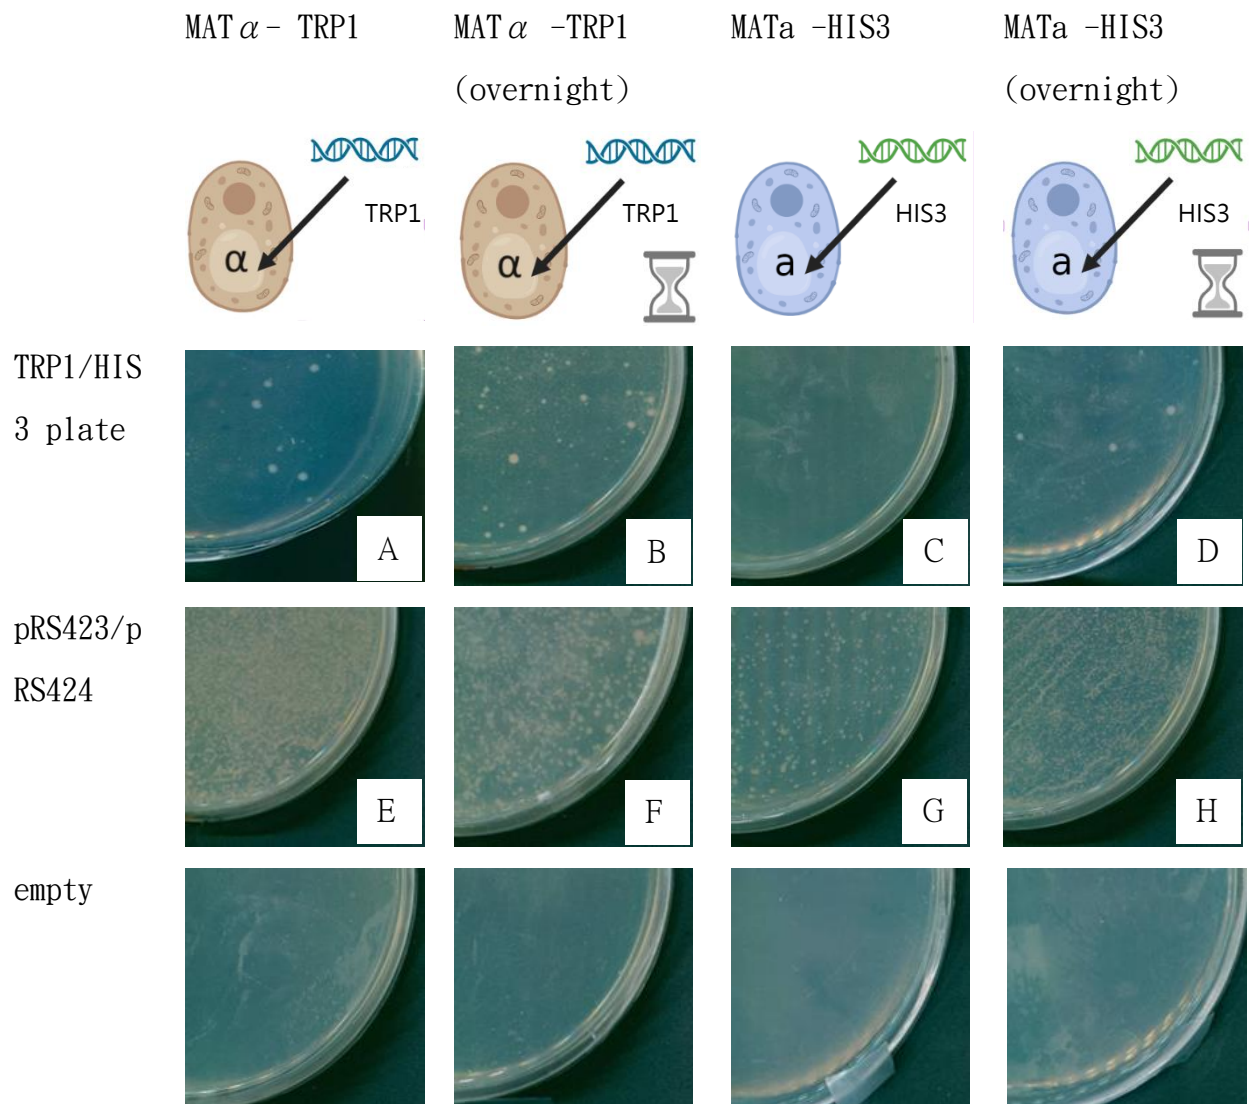 MATα- TRP1
MATα -TRP1
(overnight)
MATa -HIS3
MATa -HIS3
(overnight)
TRP1
α
TRP1
α
HIS3
a
HIS3
a
TRP1/HIS
3 plate
A
B
C
D
pRS423/p
RS424
E
F
G
H
empty